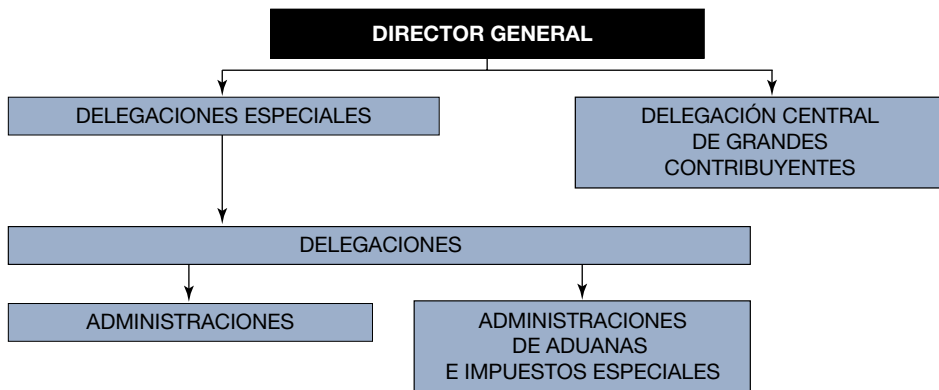 DIRECTOR GENERAL
DELEGACIONES ESPECIALES
DELEGACIÓN CENTRAL
DE GRANDES
CONTRIBUYENTES
DELEGACIONES
ADMINISTRACIONES
ADMINISTRACIONES
DE ADUANAS
E IMPUESTOS ESPECIALES